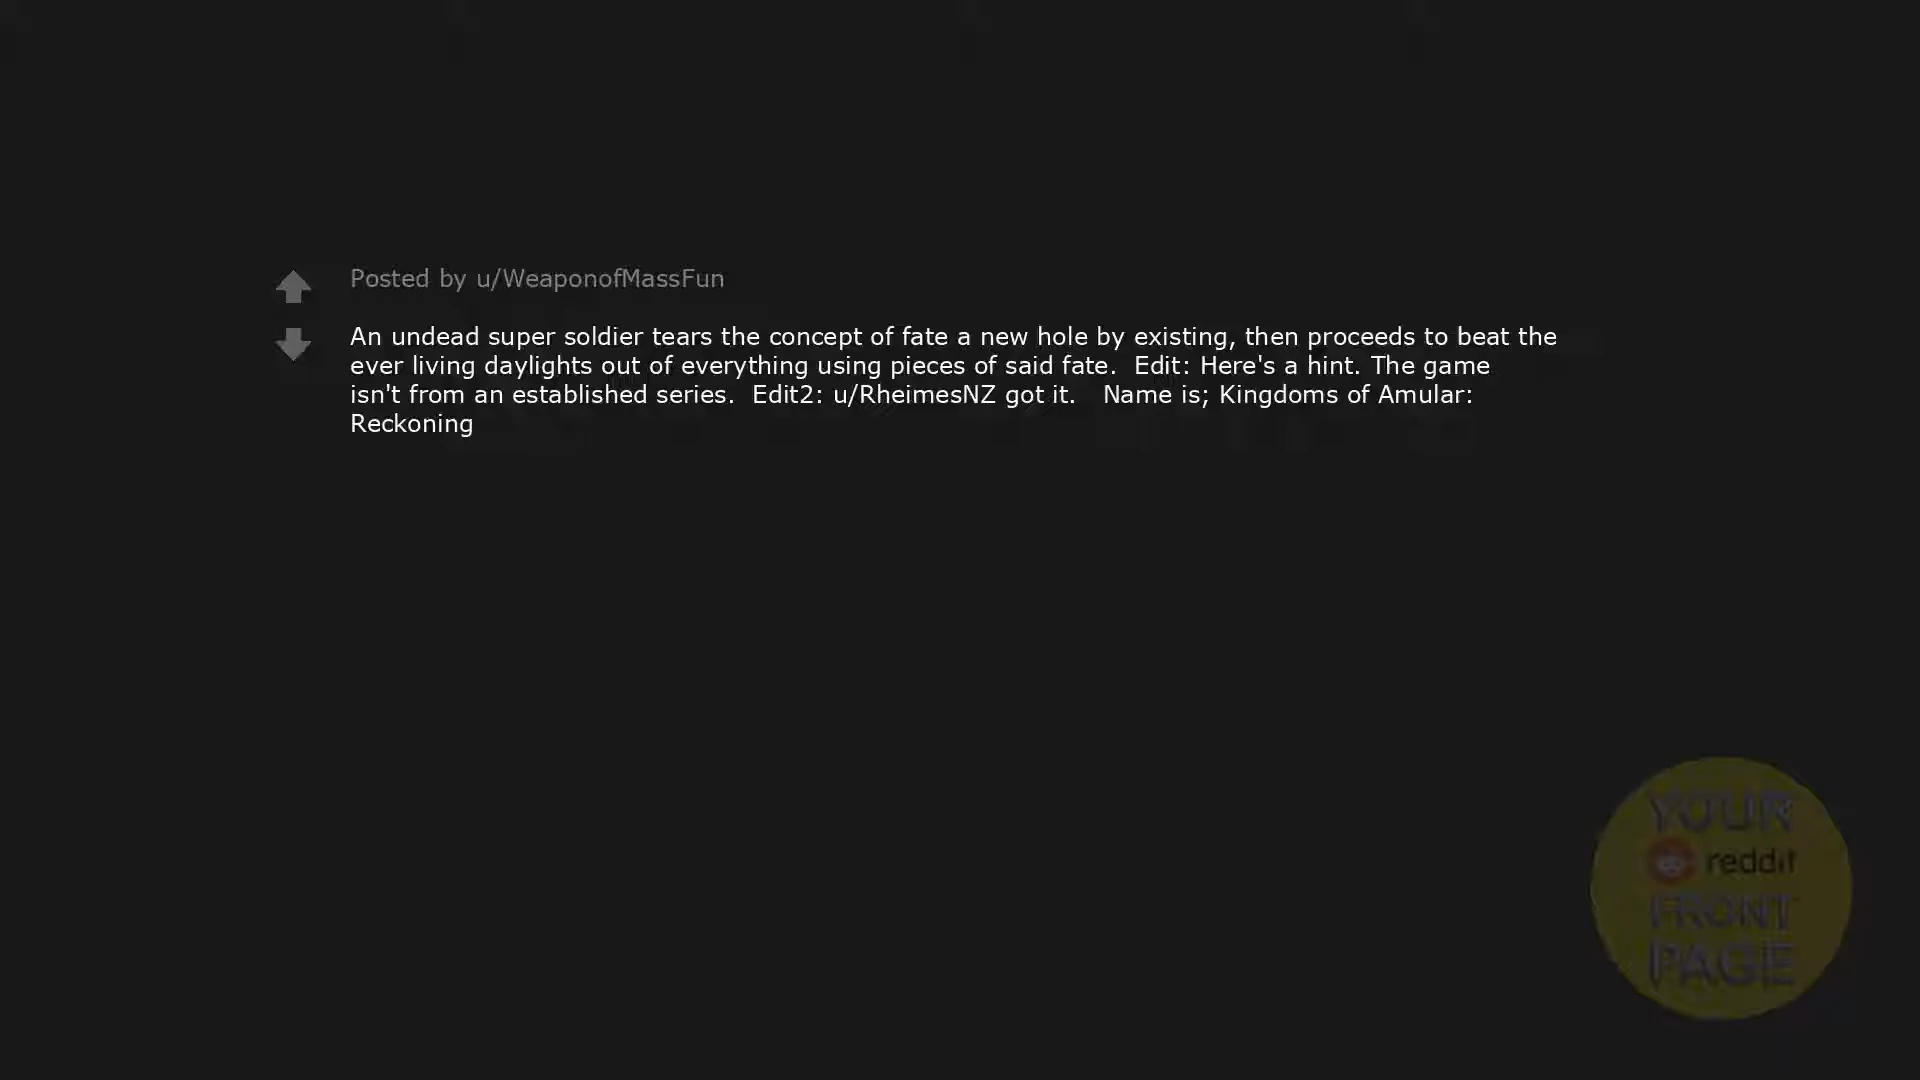 Posted by u/WeaponofMassFun
An undead super soldier tears the concept of fate a new hole by existing, then proceeds to beat the
ever living daylights out of everything using pieces of said fate.  Edit: Here's a hint. The game
isn't from an established series.  Edit2: u/RheimesNZ got it.   Name is; Kingdoms of Amular:
Reckoning
YOUR
reddit
FRONT
PAGE